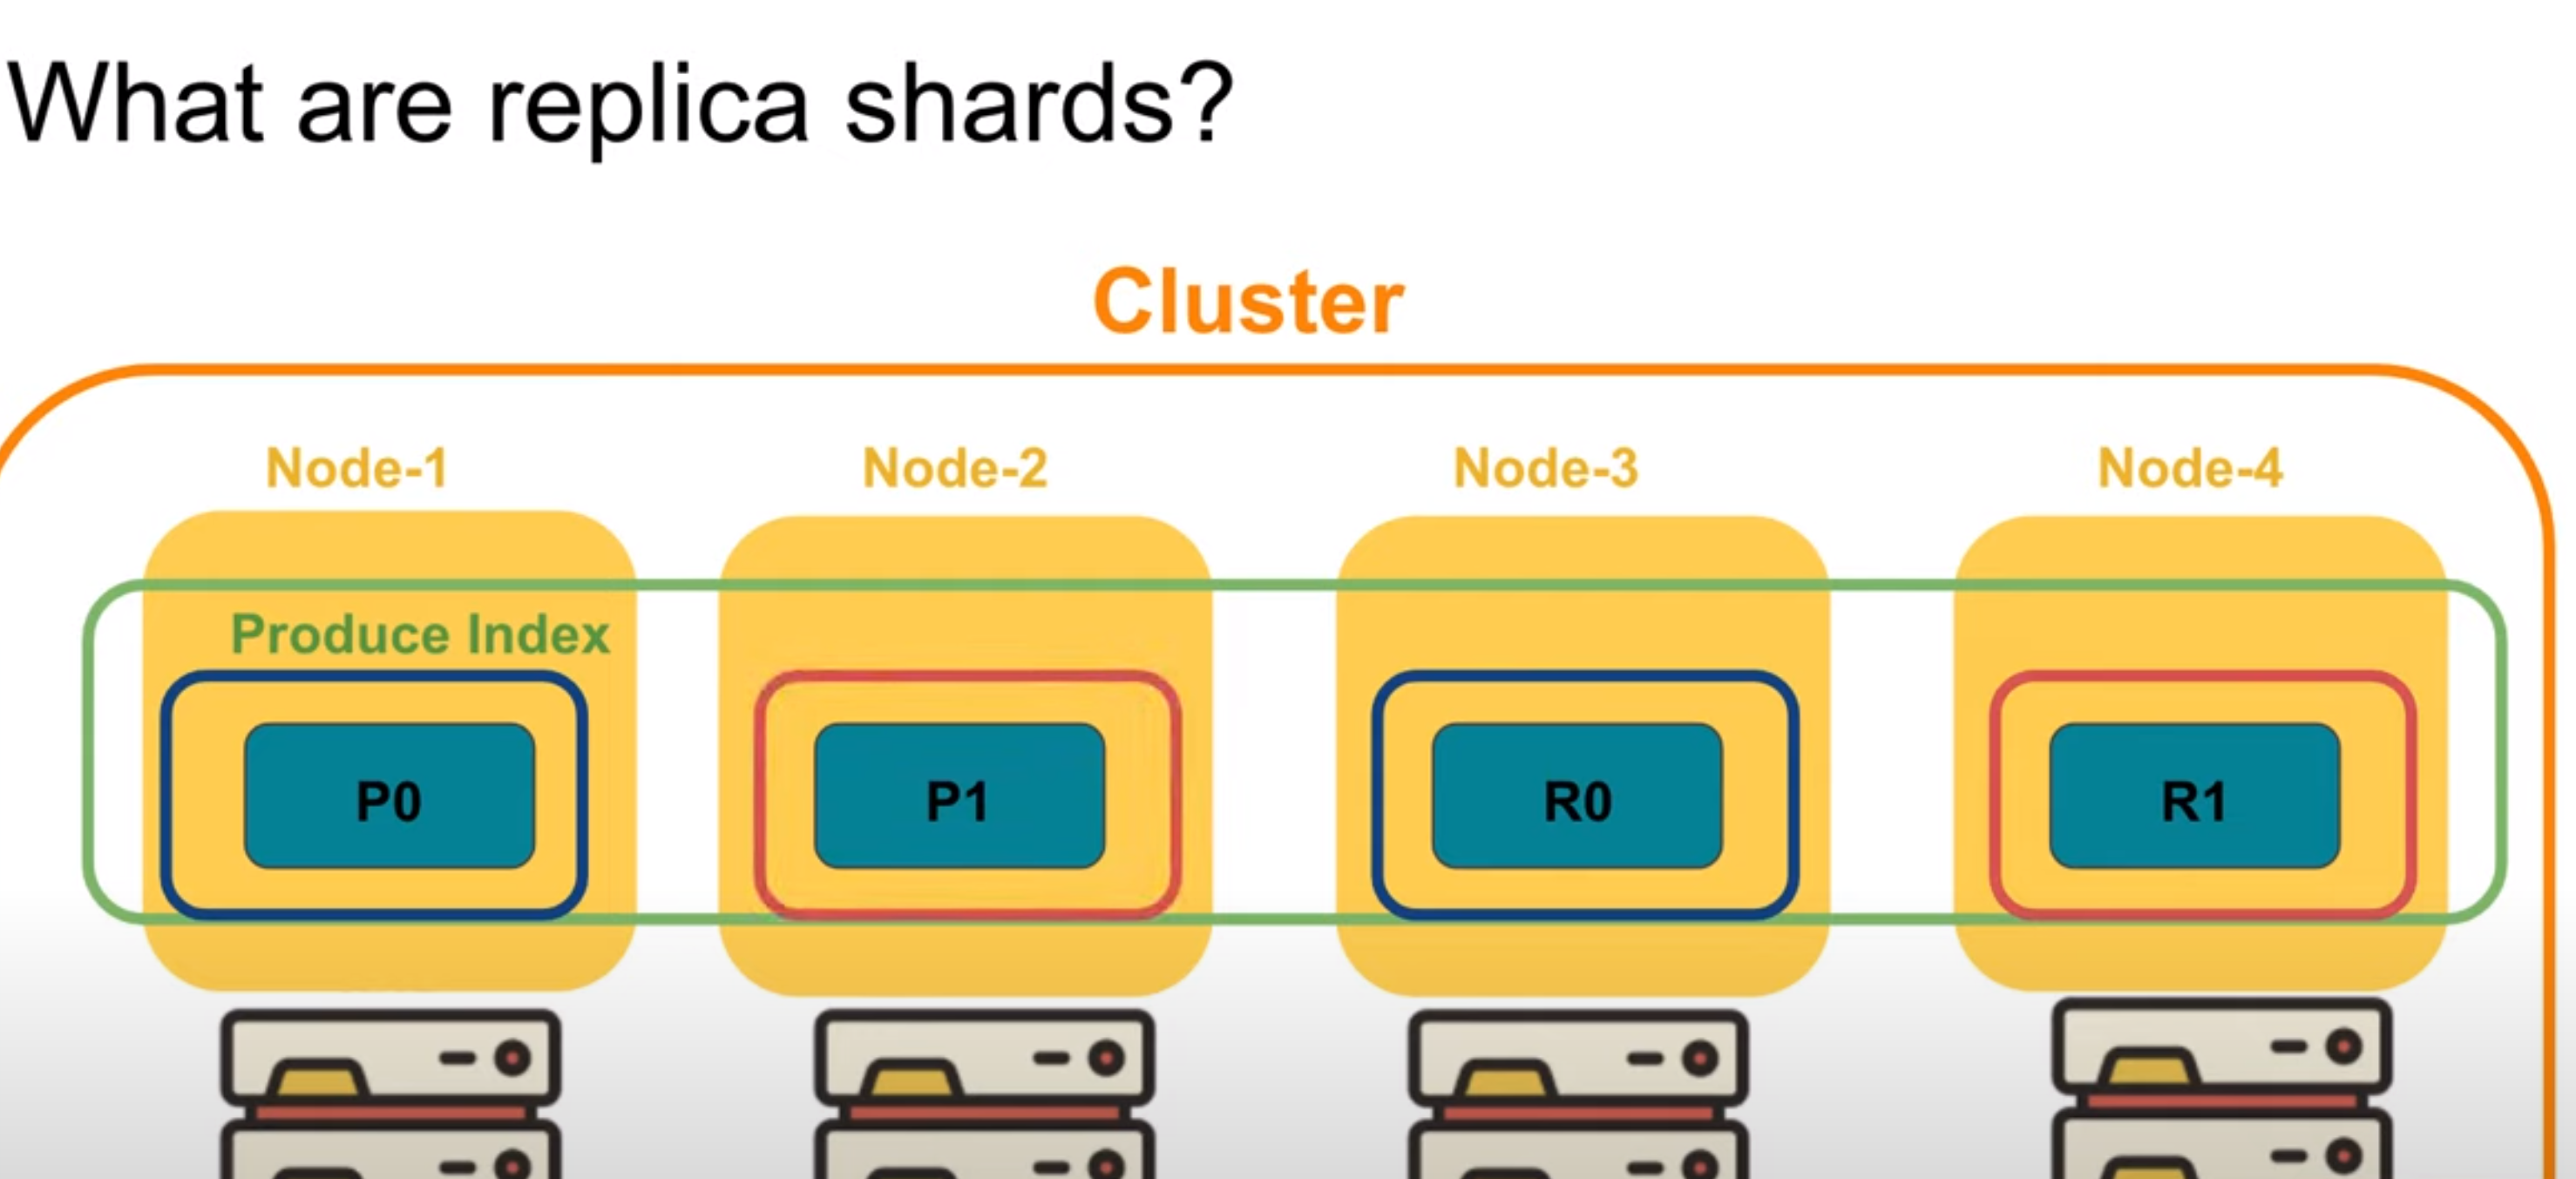 What are replica shards?
Cluster
Node-1 Node-2 Node-3 Node-4
Produce Index
P0 P1 R0 R1